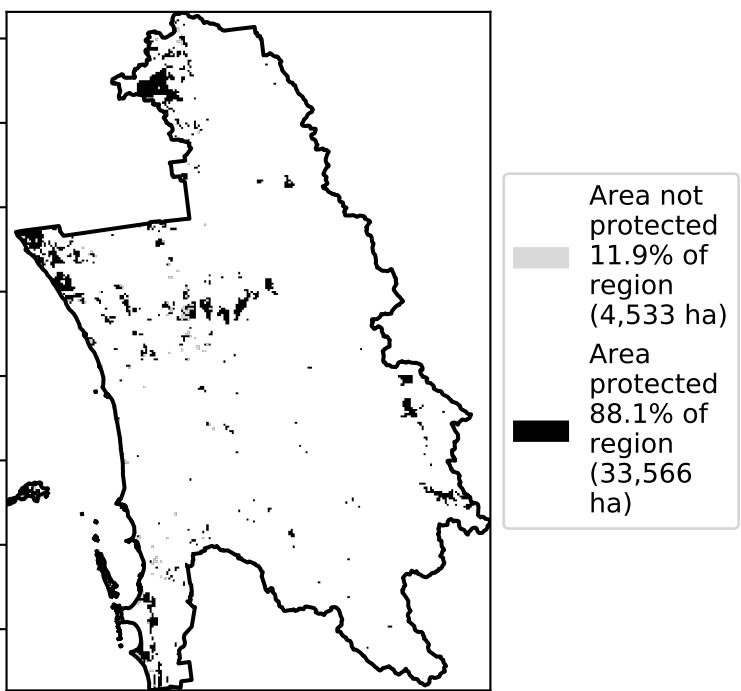 Area not
protected
11.9% of
region
(4,533 ha)
Area
protected
88.1% of
region
(33,566
ha)